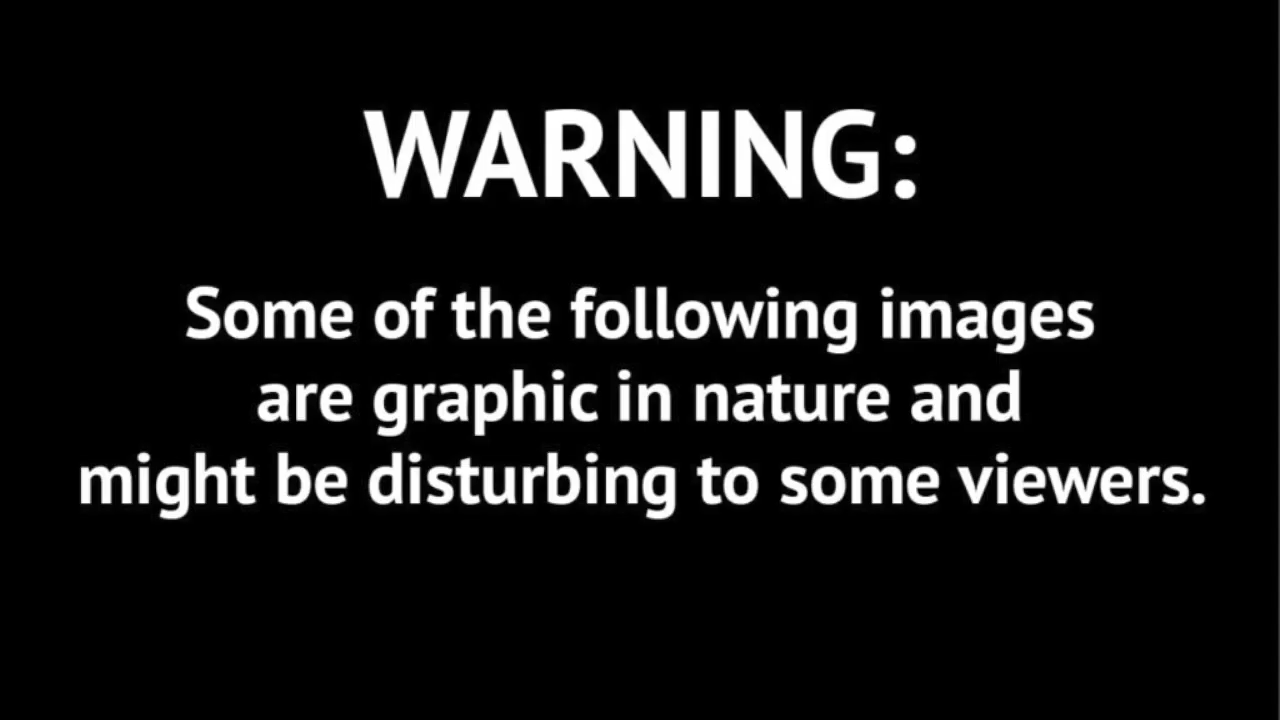 WARNING:
Some of the following images
are graphic in nature and
might be disturbing to some viewers.